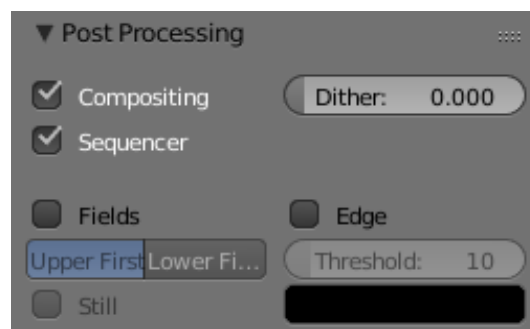 Post Processing
Compositing Dither: 0.000
Sequencer
Fields Edge
Upper First Lower Fi... Threshold: 10
Still